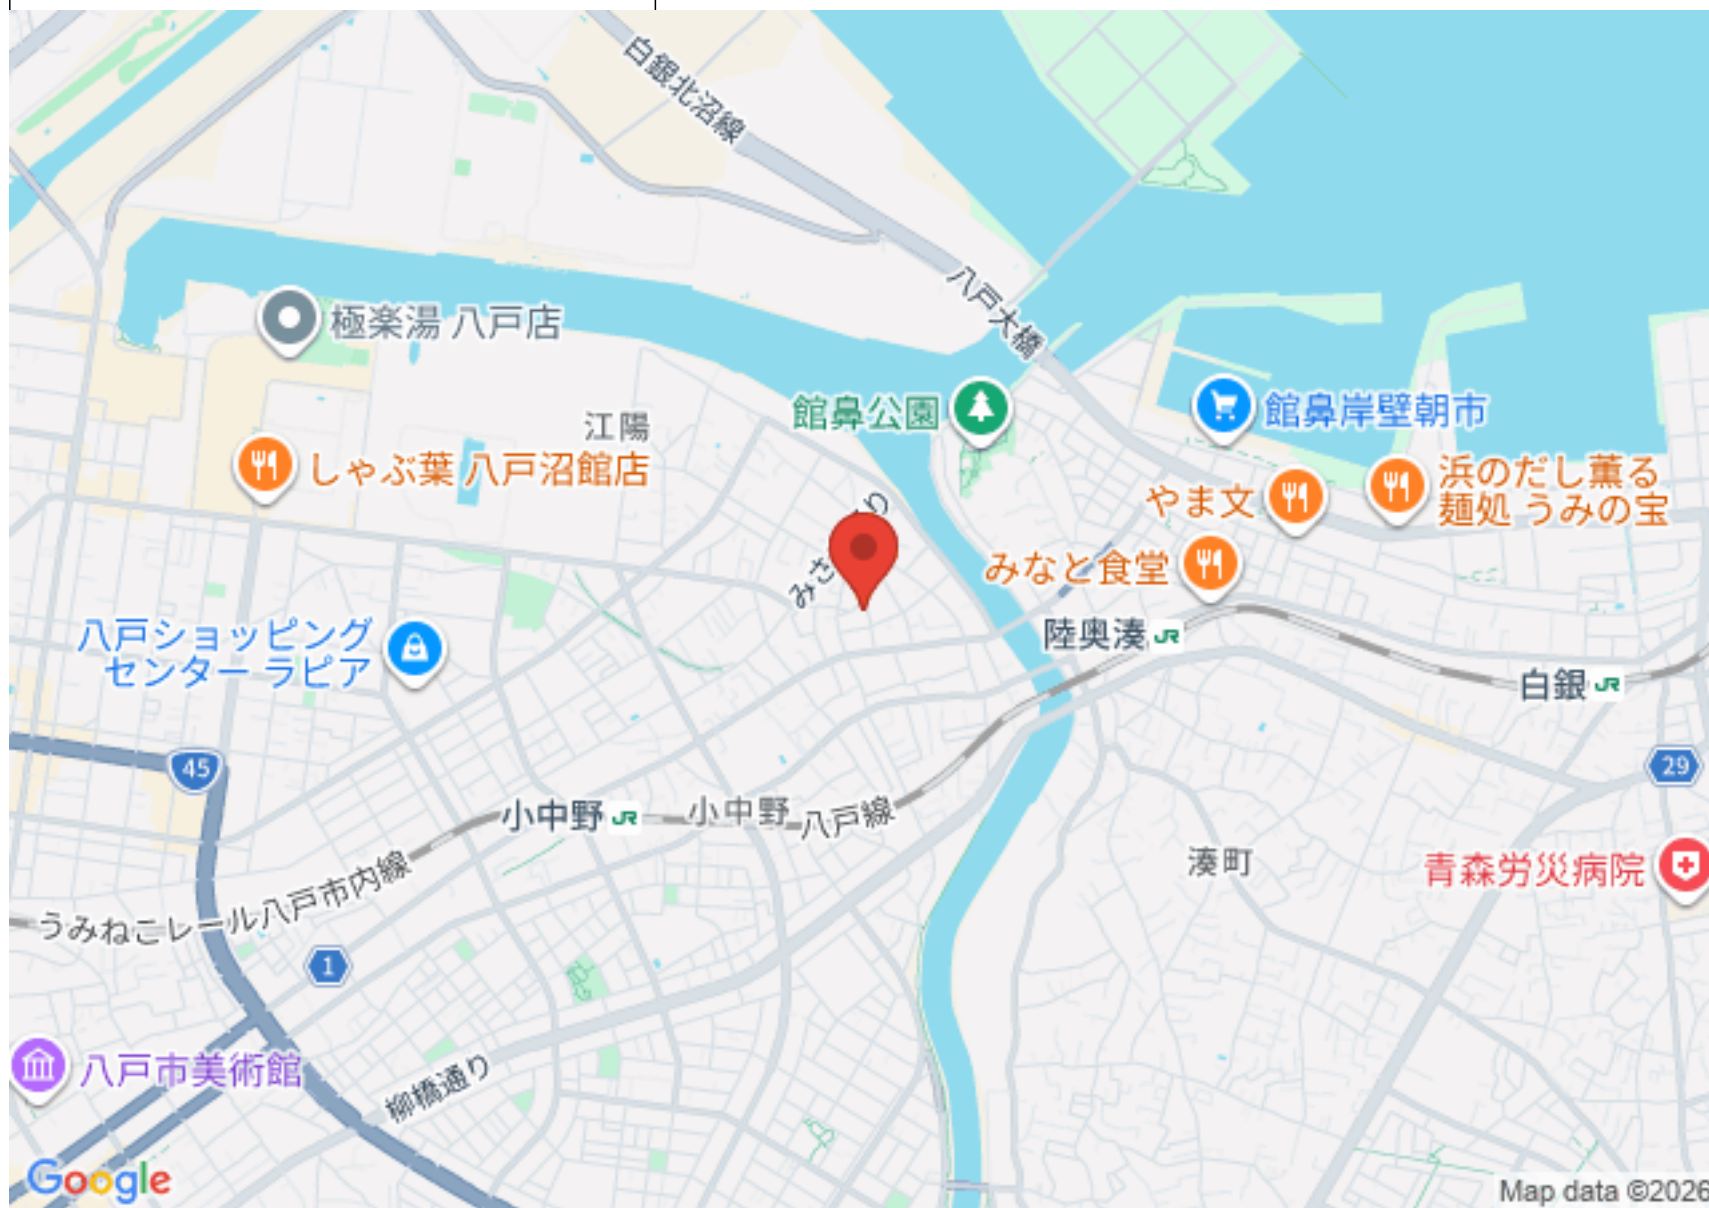 白銀北沼線
八戸大橋
極楽湯 八戸店
江陽
館鼻公園
館鼻岸壁朝市
しゃぶ葉 八戸沼館店
やま文
浜のだし薫る
麺処 うみの宝
みなと食堂
八戸ショッピング
センター ラピア
陸奥湊 JR
白銀 JR
45
29
小中野 JR
小中野
八戸線
湊町
青森労災病院
うみねこレール八戸市内線
1
八戸市美術館
柳橋通り
Google
Map data ©2026